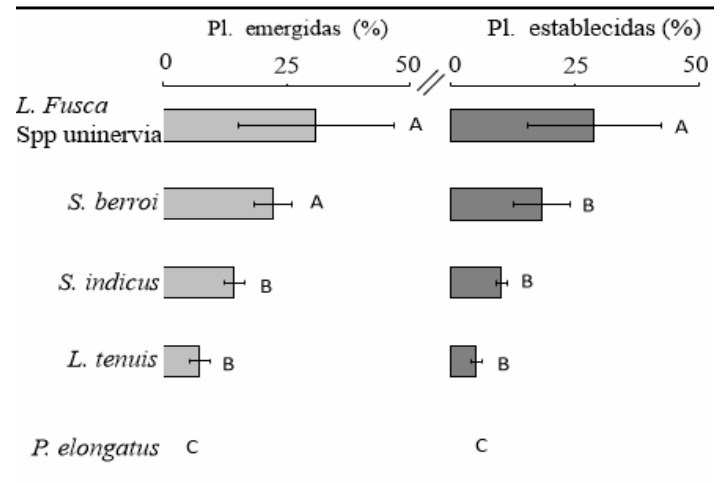 Pl. emergidas (%) Pl. establecidas (%)
0 25 50 // 0 25 50
L. Fusca
Spp uninervia A A
S. berroi A B
S. indicus B B
L. tenuis B B
P. elongatus C C